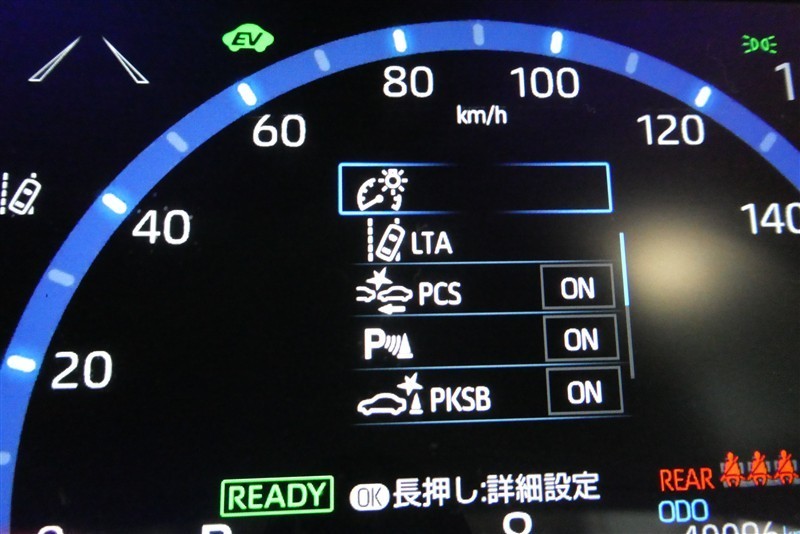 EV
80
100
km/h
60
120
40
140
20
LTA
PCS ON
P ON
PKSB ON
READY
OK 長押し:詳細設定
REAR
ODO